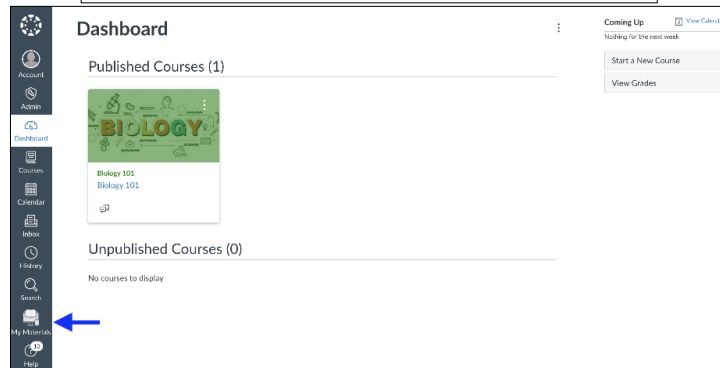 Dashboard
Account
Admin
Dashboard
Courses
Calendar
Inbox
History
Search
My Materials
10
Help
Published Courses (1)
BIOLOGY
Biology 101
Biology 101
Unpublished Courses (0)
No courses to display
Coming Up
View Calend
Nothing for the next week
Start a New Course
View Grades